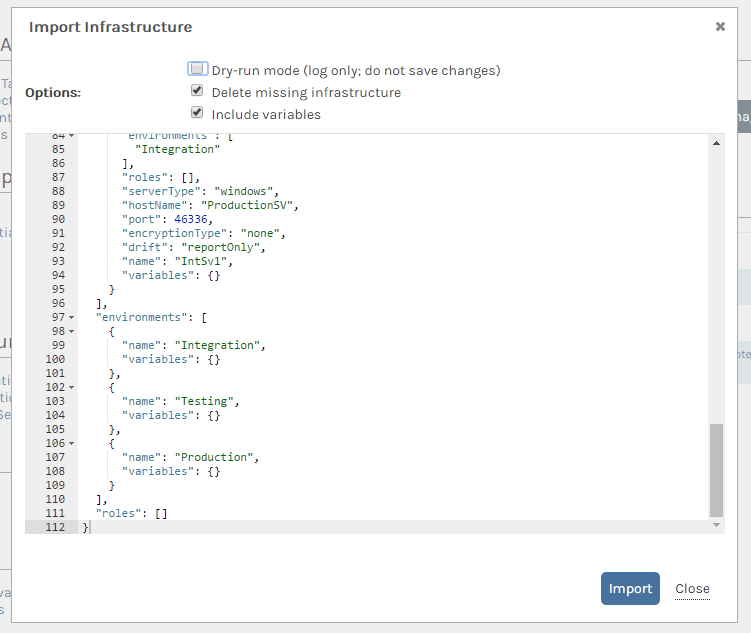 Import Infrastructure
Options:
Dry-run mode (log only; do not save changes)
Delete missing infrastructure
Include variables
84 "environments": [
85 "Integration"
86 ],
87 "roles": [],
88 "serverType": "windows",
89 "hostName": "ProductionSV",
90 "port": 46336,
91 "encryptionType": "none",
92 "drift": "reportOnly",
93 "name": "IntSv1",
94 "variables": {}
95 }
96 ],
97 "environments": [
98 {
99 "name": "Integration",
100 "variables": {}
101 },
102 {
103 "name": "Testing",
104 "variables": {}
105 },
106 {
107 "name": "Production",
108 "variables": {}
109 }
110 ],
111 "roles": []
112 }
Import
Close